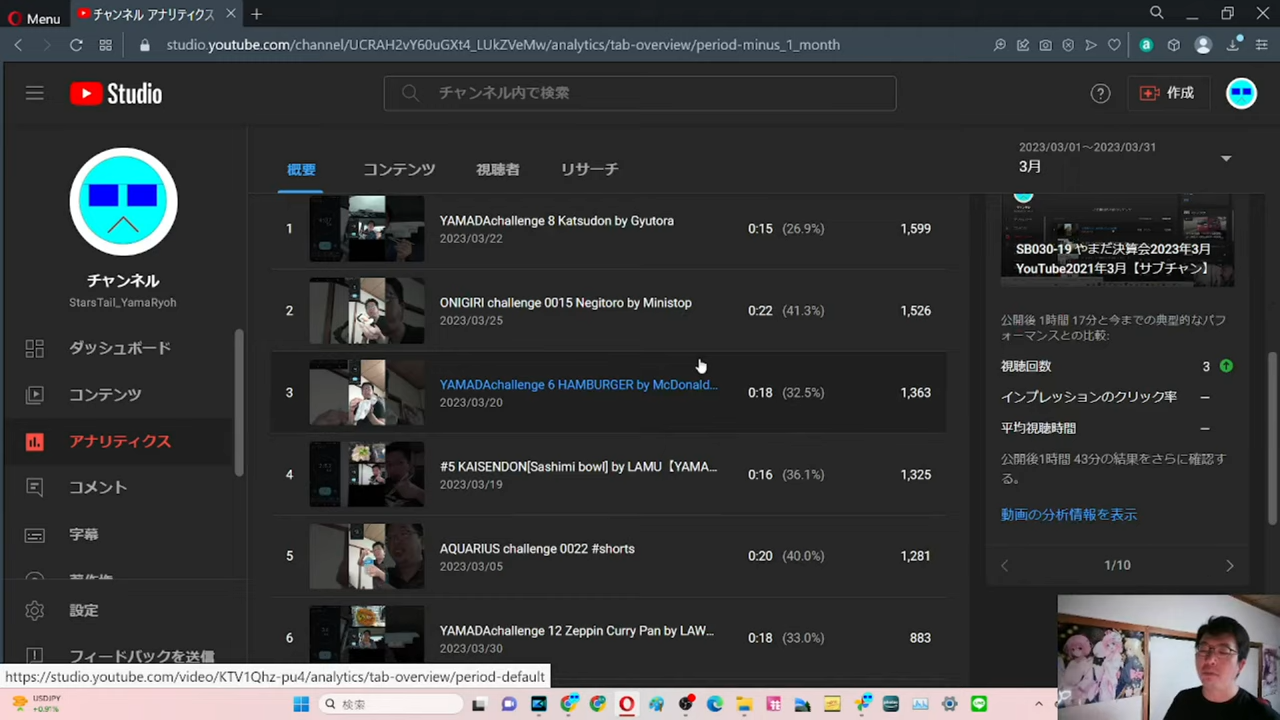 Menu
チャンネル アナリティクス
studio.youtube.com/channel/UCRAH2vY60uGXt4_LUkZVeMw/analytics/tab-overview/period-minus_1_month
Studio
チャンネル内で検索
作成
チャンネル
StarsTail_YamaRyoh
ダッシュボード
コンテンツ
アナリティクス
コメント
字幕
著作権
設定
フィードバックを送信
概要
コンテンツ
視聴者
リサーチ
2023/03/01～2023/03/31
3月
1
YAMADAchallenge 8 Katsudon by Gyutora
2023/03/22
0:15 (26.9%)
1,599
2
ONIGIRI challenge 0015 Negitoro by Ministop
2023/03/25
0:22 (41.3%)
1,526
3
YAMADAchallenge 6 HAMBURGER by McDonald...
2023/03/20
0:18 (32.5%)
1,363
4
#5 KAISENDON[Sashimi bowl] by LAMU【YAMA...
2023/03/19
0:16 (36.1%)
1,325
5
AQUARIUS challenge 0022 #shorts
2023/03/05
0:20 (40.0%)
1,281
6
YAMADAchallenge 12 Zeppin Curry Pan by LAW...
2023/03/30
0:18 (33.0%)
883
SB030-19 やまだ決算会2023年3月
YouTube2021年3月【サブチャン】
公開後 1時間 17分と今までの典型的なパフ
ォーマンスとの比較:
視聴回数
3
インプレッションのクリック率
–
平均視聴時間
–
公開後1時間 43分の結果をさらに確認す
る。
動画の分析情報を表示
1/10
https://studio.youtube.com/video/KTV1Qhz-pu4/analytics/tab-overview/period-default
USDJPY
+0.91%
検索